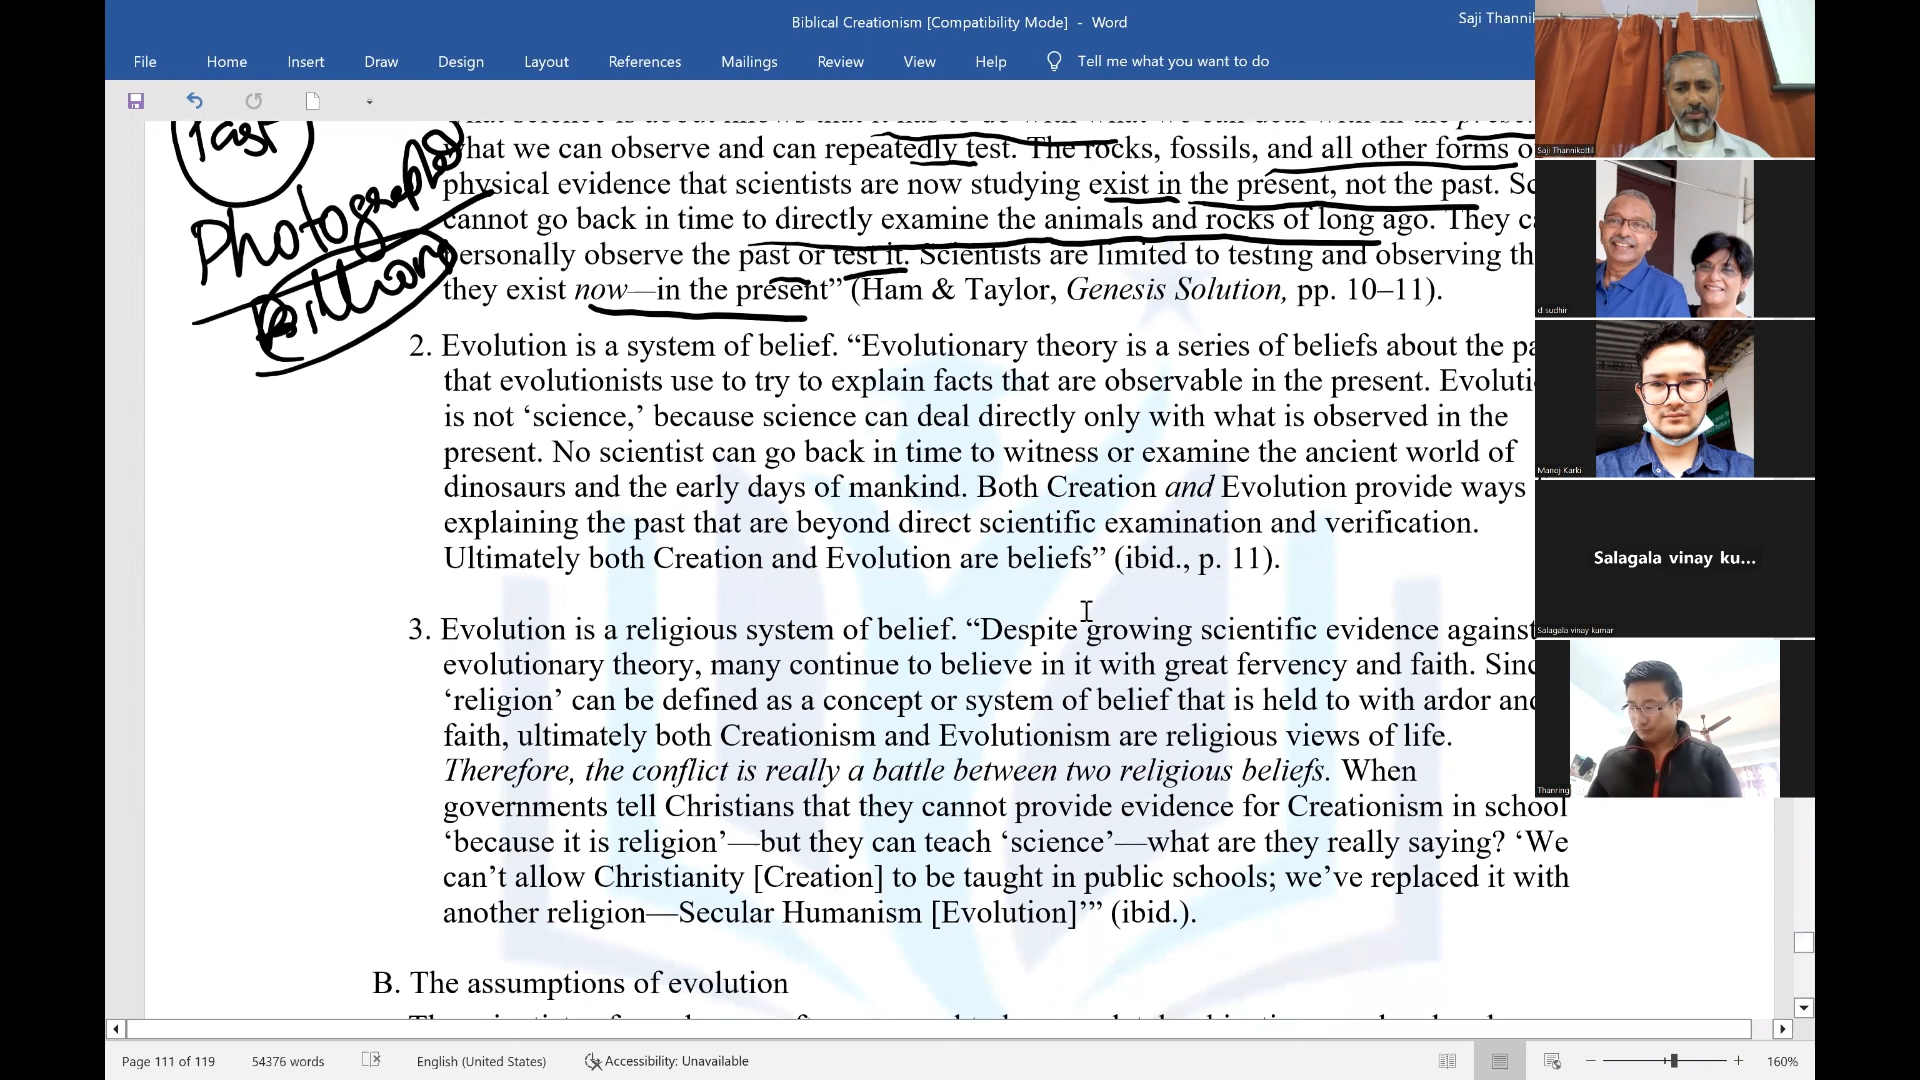 Biblical Creationism [Compatibility Mode] - Word
Saji Thannik
File Home Insert Draw Design Layout References Mailings Review View Help Tell me what you want to do
Past
Photographed
Billion
what we can observe and can repeatedly test. The rocks, fossils, and all other forms o
physical evidence that scientists are now studying exist in the present, not the past. Sc
cannot go back in time to directly examine the animals and rocks of long ago. They ca
personally observe the past or test it. Scientists are limited to testing and observing th
they exist now—in the present” (Ham & Taylor, Genesis Solution, pp. 10–11).
2. Evolution is a system of belief. “Evolutionary theory is a series of beliefs about the pa
that evolutionists use to try to explain facts that are observable in the present. Evoluti
is not ‘science,’ because science can deal directly only with what is observed in the
present. No scientist can go back in time to witness or examine the ancient world of
dinosaurs and the early days of mankind. Both Creation and Evolution provide ways
explaining the past that are beyond direct scientific examination and verification.
Ultimately both Creation and Evolution are beliefs” (ibid., p. 11).
3. Evolution is a religious system of belief. “Despite growing scientific evidence against
evolutionary theory, many continue to believe in it with great fervency and faith. Sinc
‘religion’ can be defined as a concept or system of belief that is held to with ardor and
faith, ultimately both Creationism and Evolutionism are religious views of life.
Therefore, the conflict is really a battle between two religious beliefs. When
governments tell Christians that they cannot provide evidence for Creationism in school
‘because it is religion’—but they can teach ‘science’—what are they really saying? ‘We
can’t allow Christianity [Creation] to be taught in public schools; we’ve replaced it with
another religion—Secular Humanism [Evolution]’” (ibid.).
B. The assumptions of evolution
Page 111 of 119 54376 words English (United States) Accessibility: Unavailable 160%
Saji Thannikottil
d sudhir
Manoj Karki
Salagala vinay ku...
Salagala vinay kumar
Thanring